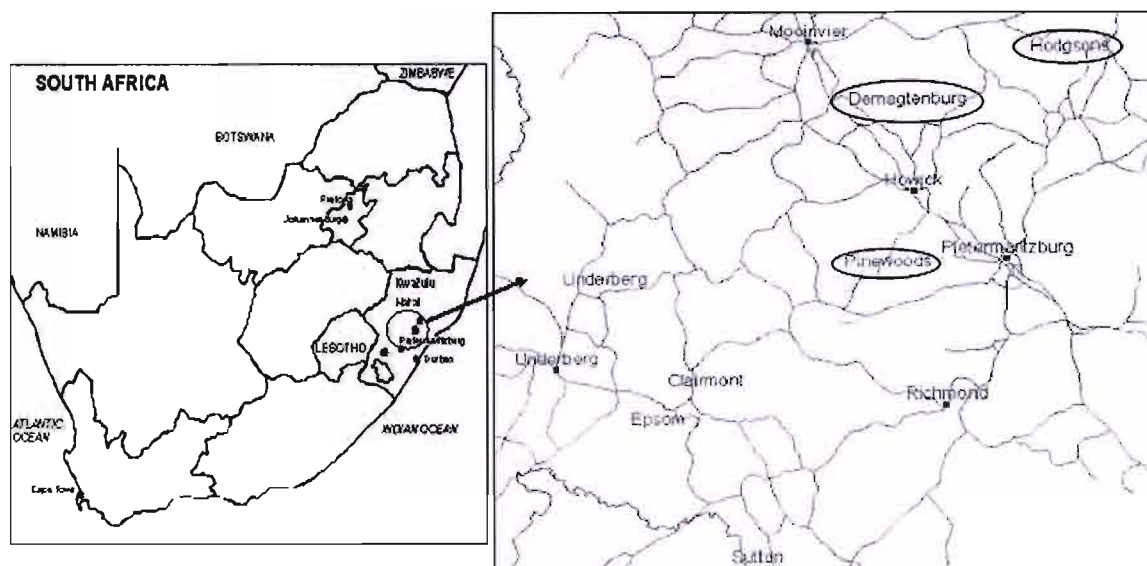 SOUTH AFRICA
ZIMBABWE
BOTSWANA
NAMIBIA
Pretoria
Johannesburg
KwaZulu
Natal
LESOTHO
Pietermaritzburg
Durban
ATLANTIC
OCEAN
INDIAN OCEAN
Cape Town
Mooirivier
Hodgsons
Demagtenburg
Howick
Pietermaritzburg
Pinewoods
Underberg
Underberg
Clairmont
Richmond
Epsom
Sutton